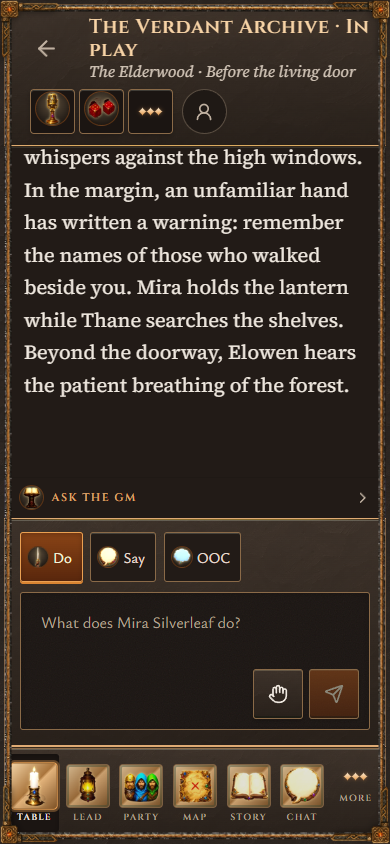 The Verdant Archive · In
play
The Elderwood · Before the living door
whispers against the high windows.
In the margin, an unfamiliar hand
has written a warning: remember
the names of those who walked
beside you. Mira holds the lantern
while Thane searches the shelves.
Beyond the doorway, Elowen hears
the patient breathing of the forest.
ASK THE GM
Do Say OOC
What does Mira Silverleaf do?
TABLE LEAD PARTY MAP STORY CHAT MORE